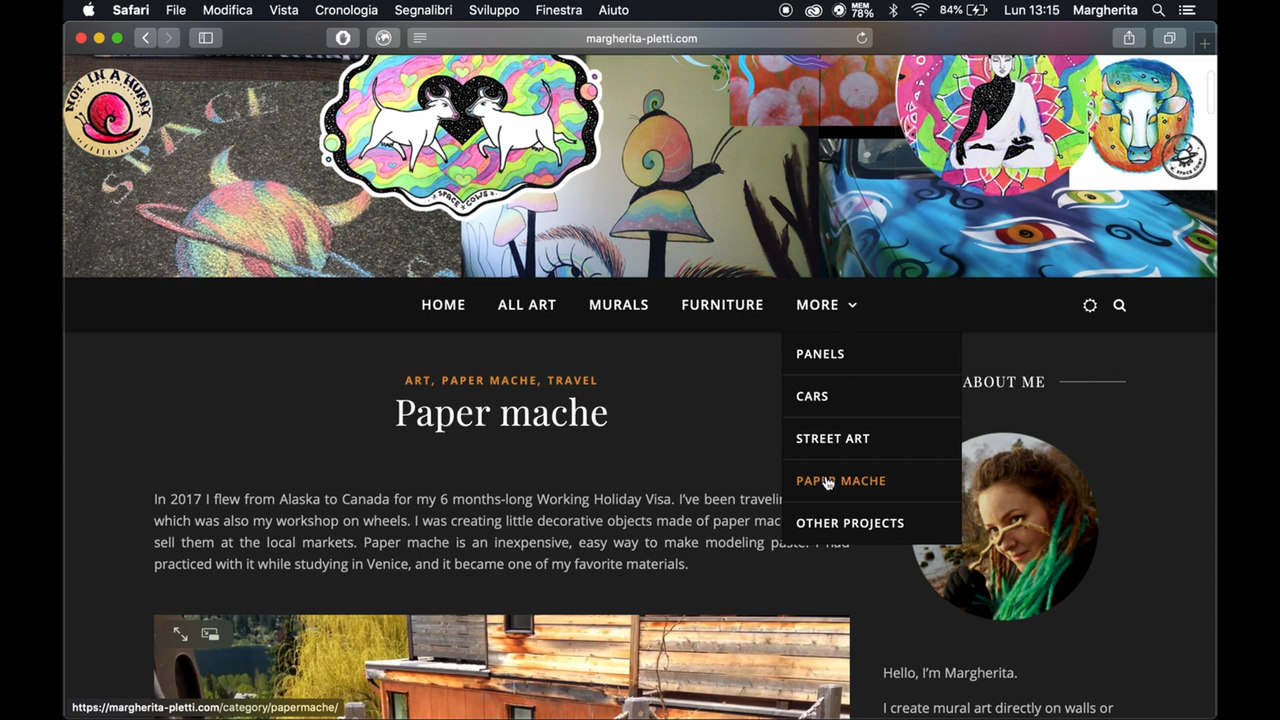 Safari File Modifica Vista Cronologia Segnalibri Sviluppo Finestra Aiuto MEM 78% 84% Lun 13:15 Margherita
margherita-pletti.com
NOT IN A HURRY
SPACE
SPACE COWS
SPACE COWS
HOME ALL ART MURALS FURNITURE MORE
PANELS
CARS
STREET ART
PAPER MACHE
OTHER PROJECTS
ART, PAPER MACHE, TRAVEL
Paper mache
In 2017 I flew from Alaska to Canada for my 6 months-long Working Holiday Visa. I've been
which was also my workshop on wheels. I was creating little decorative objects made of paper
sell them at the local markets. Paper mache is an inexpensive, easy way to make modeling
practiced with it while studying in Venice, and it became one of my favorite materials.
ABOUT ME
Hello, I'm Margherita.
I create mural art directly on walls or
https://margherita-pletti.com/category/papermache/